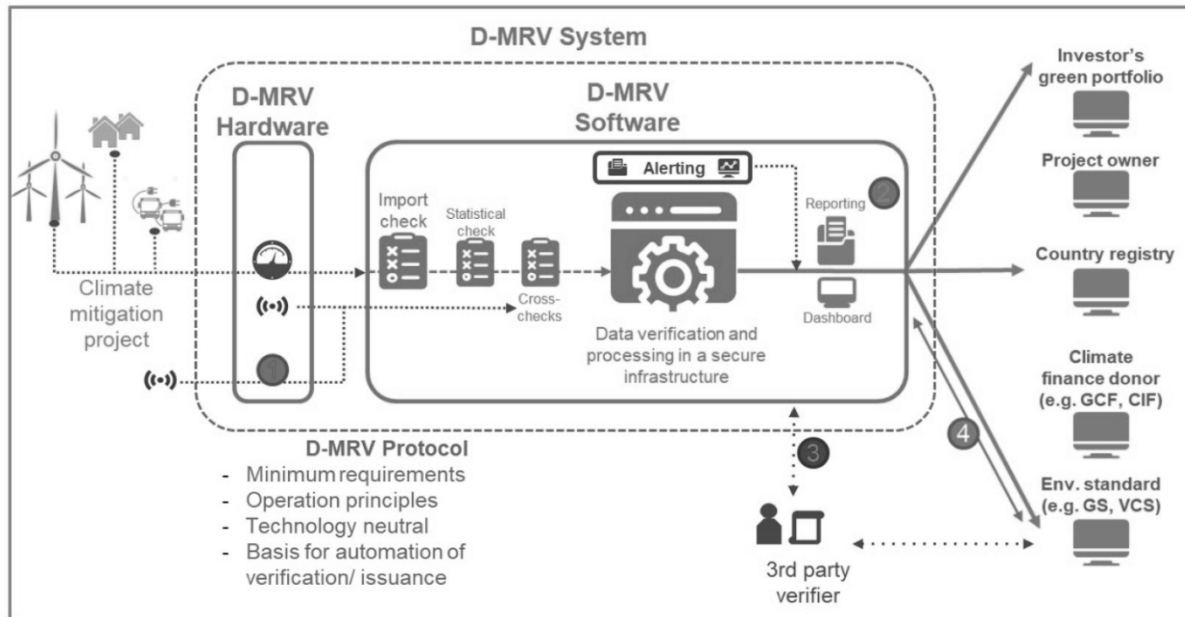 D-MRV System
D-MRV
Hardware
D-MRV
Software
Alerting
Import
check
Statistical
check
Cross-
checks
Reporting
2
Dashboard
Data verification and
processing in a secure
infrastructure
Climate
mitigation
project
1
D-MRV Protocol
- Minimum requirements
- Operation principles
- Technology neutral
- Basis for automation of
verification/ issuance
3
3rd party
verifier
4
Investor's
green portfolio
Project owner
Country registry
Climate
finance donor
(e.g. GCF, CIF)
Env. standard
(e.g. GS, VCS)